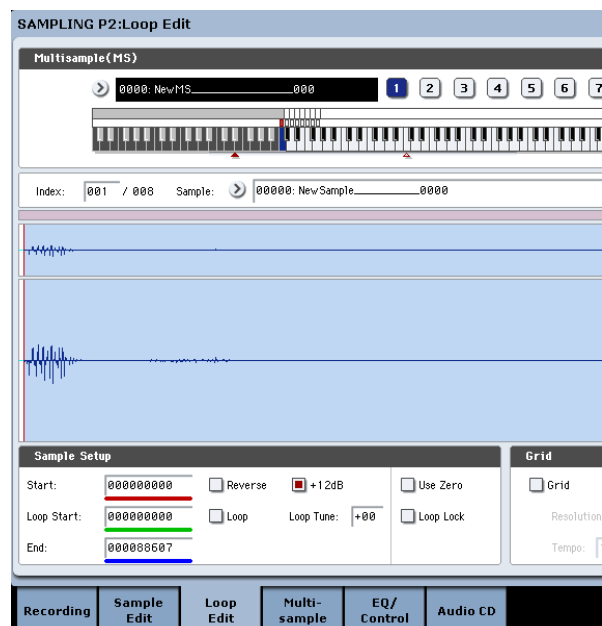 SAMPLING P2:Loop Edit
Multisample(MS)
0000: NewMS_______________000
1 2 3 4 5 6 7
Index: 001 / 008 Sample: 00000: NewSample__________0000
Sample Setup
Grid
Start: 000000000 Reverse +12dB Use Zero Grid
Loop Start: 000000000 Loop Loop Tune: +00 Loop Lock Resolution
End: 000088607 Tempo:
Recording Sample Edit Loop Edit Multi-sample EQ/Control Audio CD